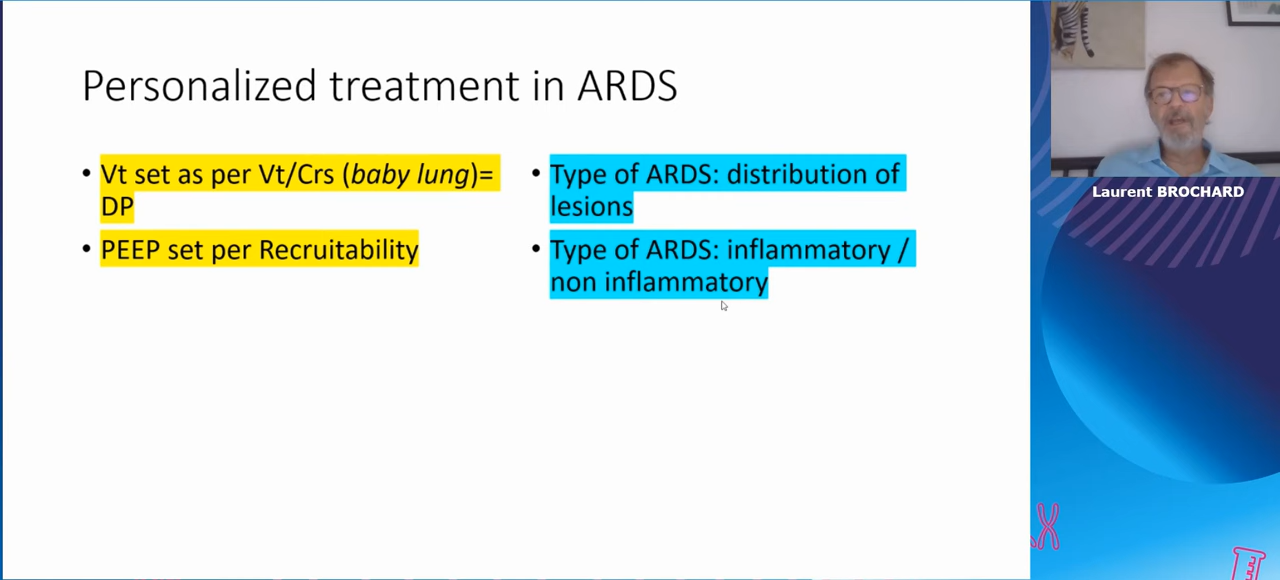 Personalized treatment in ARDS
• Vt set as per Vt/Crs (baby lung)=
DP
• PEEP set per Recruitability
• Type of ARDS: distribution of
lesions
• Type of ARDS: inflammatory /
non inflammatory
Laurent BROCHARD